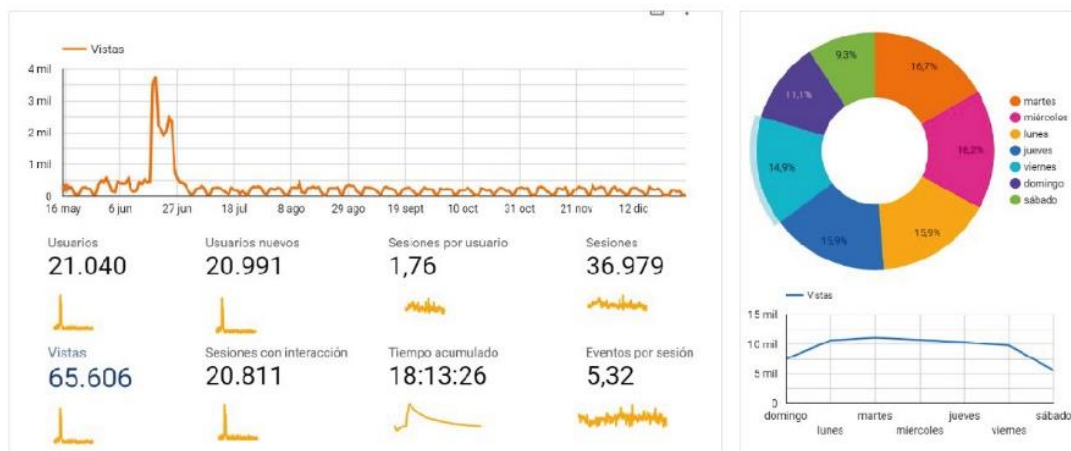 Vistas
4 mil
3 mil
2 mil
1 mil
0
16 may 6 jun 27 jun 18 jul 8 ago 29 ago 19 sept 10 oct 31 oct 21 nov 12 dic
Usuarios Usuarios nuevos Sesiones por usuario Sesiones
21.040 20.991 1,76 36.979
Vistas Sesiones con interacción Tiempo acumulado Eventos por sesión
65.606 20.811 18:13:26 5,32
9,3%
16,7%
11,1%
14,9%
16,2%
15,9%
15,9%
martes
miércoles
lunes
jueves
viernes
domingo
sábado
Vistas
15 mil
10 mil
5 mil
0
domingo martes jueves sábado
lunes miercoles viernes